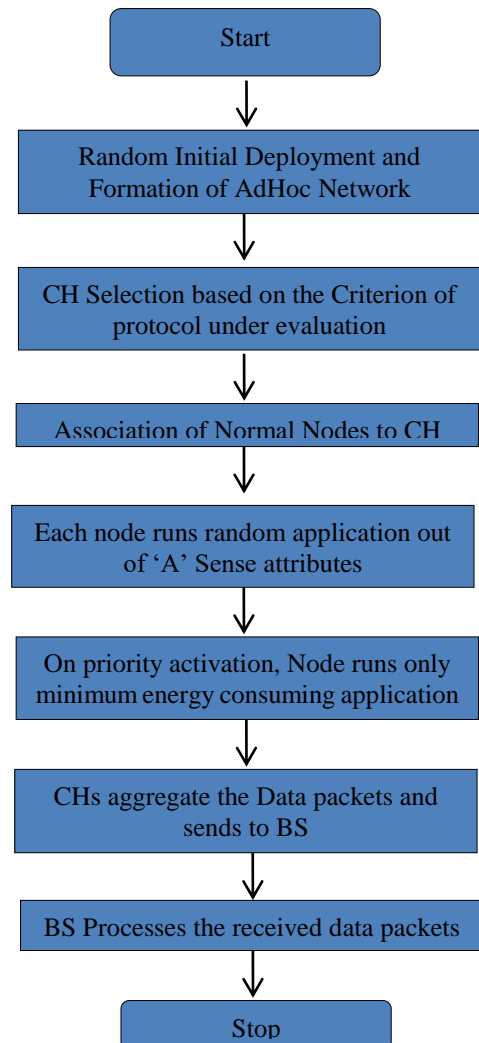 Start
Random Initial Deployment and
Formation of AdHoc Network
CH Selection based on the Criterion of
protocol under evaluation
Association of Normal Nodes to CH
Each node runs random application out
of ‘A’ Sense attributes
On priority activation, Node runs only
minimum energy consuming application
CHs aggregate the Data packets and
sends to BS
BS Processes the received data packets
Stop